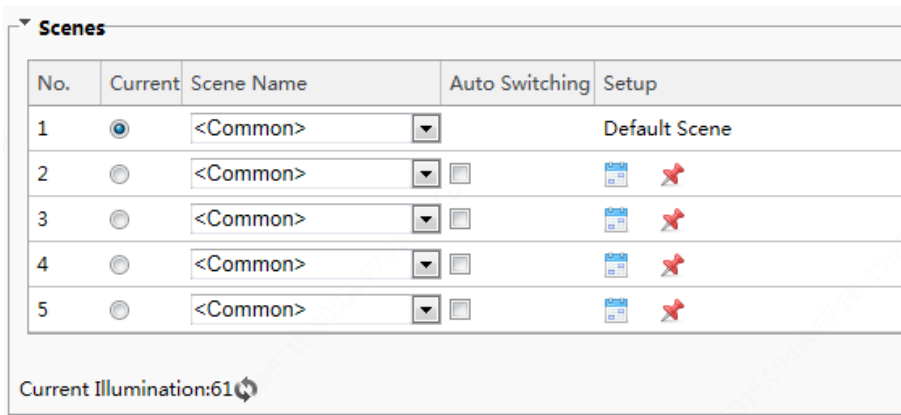 Scenes
No. Current Scene Name Auto Switching Setup
1 <Common> Default Scene
2 <Common>
3 <Common>
4 <Common>
5 <Common>
Current Illumination:61